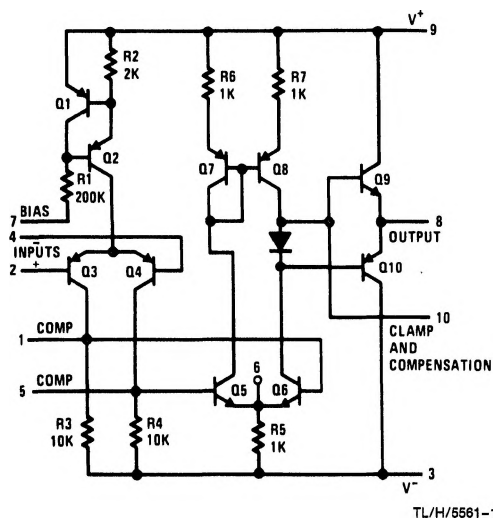 V+ 9
R2
2K
R6
1K
R7
1K
Q1
Q2
Q7
Q8
Q9
R1
200K
7 BIAS
8
OUTPUT
4
INPUTS
-
+
2
Q3
Q4
Q10
10
CLAMP
AND
COMPENSATION
1 COMP
6
5 COMP
Q5
Q6
R3
10K
R4
10K
R5
1K
3
V-
TL/H/5561-1